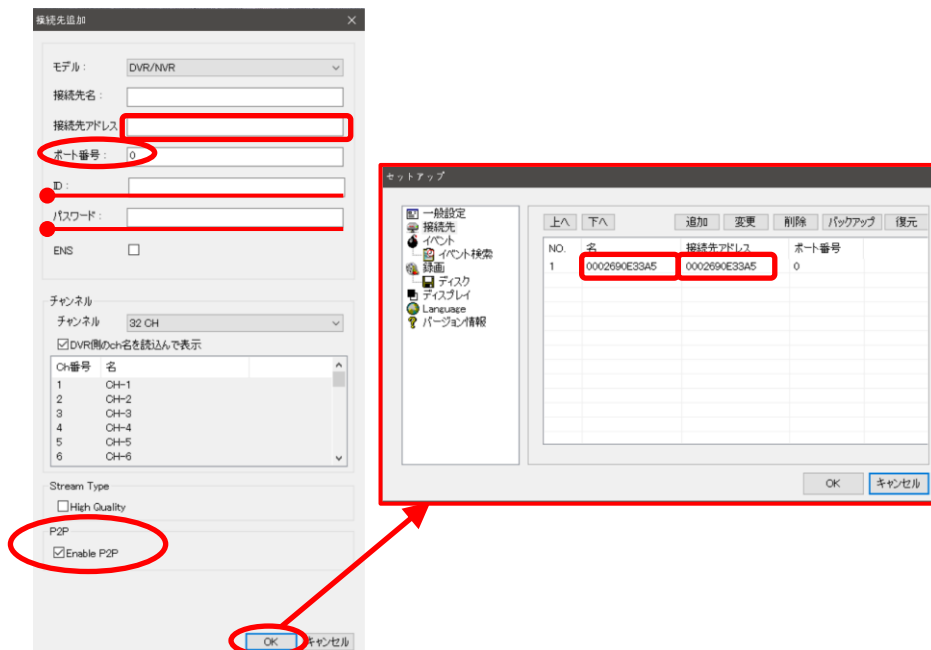 接続先追加
モデル :
DVR/NVR
接続先名 :
接続先アドレス
ポート番号 :
0
ID :
パスワード :
ENS
チャンネル
チャンネル
32 CH
DVR側のch名を読込んで表示
Ch番号 名
1 CH-1
2 CH-2
3 CH-3
4 CH-4
5 CH-5
6 CH-6
Stream Type
High Quality
P2P
Enable P2P
OK
キャンセル
セットアップ
一般設定
接続先
イベント
イベント検索
録画
ディスク
ディスプレイ
Language
バージョン情報
上へ 下へ 追加 変更 削除 バックアップ 復元
NO. 名 接続先アドレス ポート番号
1 0002690E33A5 0002690E33A5 0
OK キャンセル